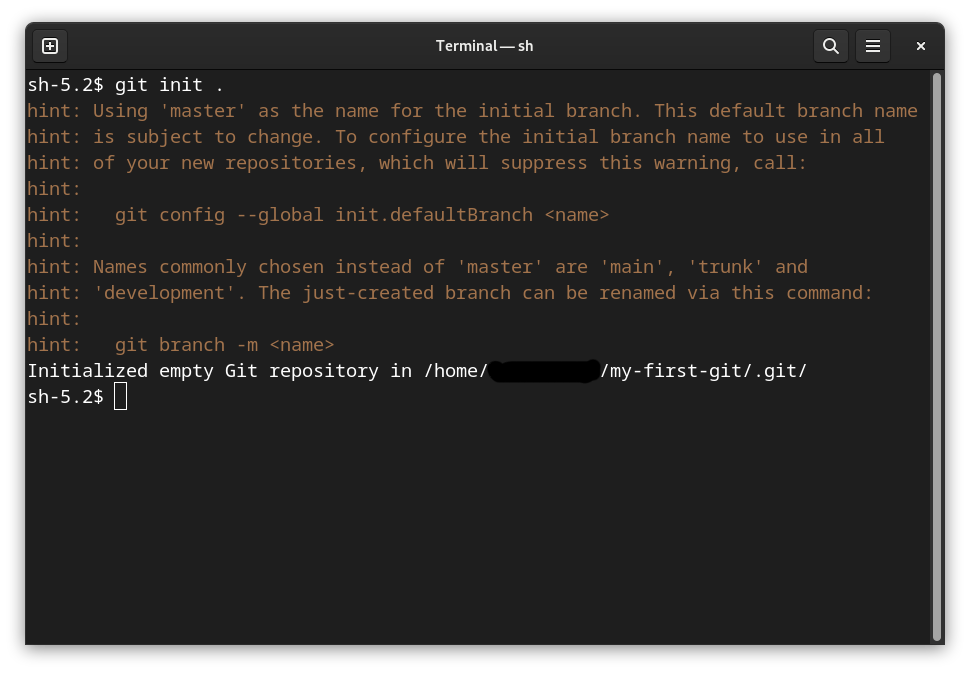 Terminal — sh
sh-5.2$ git init .
hint: Using 'master' as the name for the initial branch. This default branch name
hint: is subject to change. To configure the initial branch name to use in all
hint: of your new repositories, which will suppress this warning, call:
hint:
hint:   git config --global init.defaultBranch <name>
hint:
hint: Names commonly chosen instead of 'master' are 'main', 'trunk' and
hint: 'development'. The just-created branch can be renamed via this command:
hint:
hint:   git branch -m <name>
Initialized empty Git repository in /home/ /my-first-git/.git/
sh-5.2$